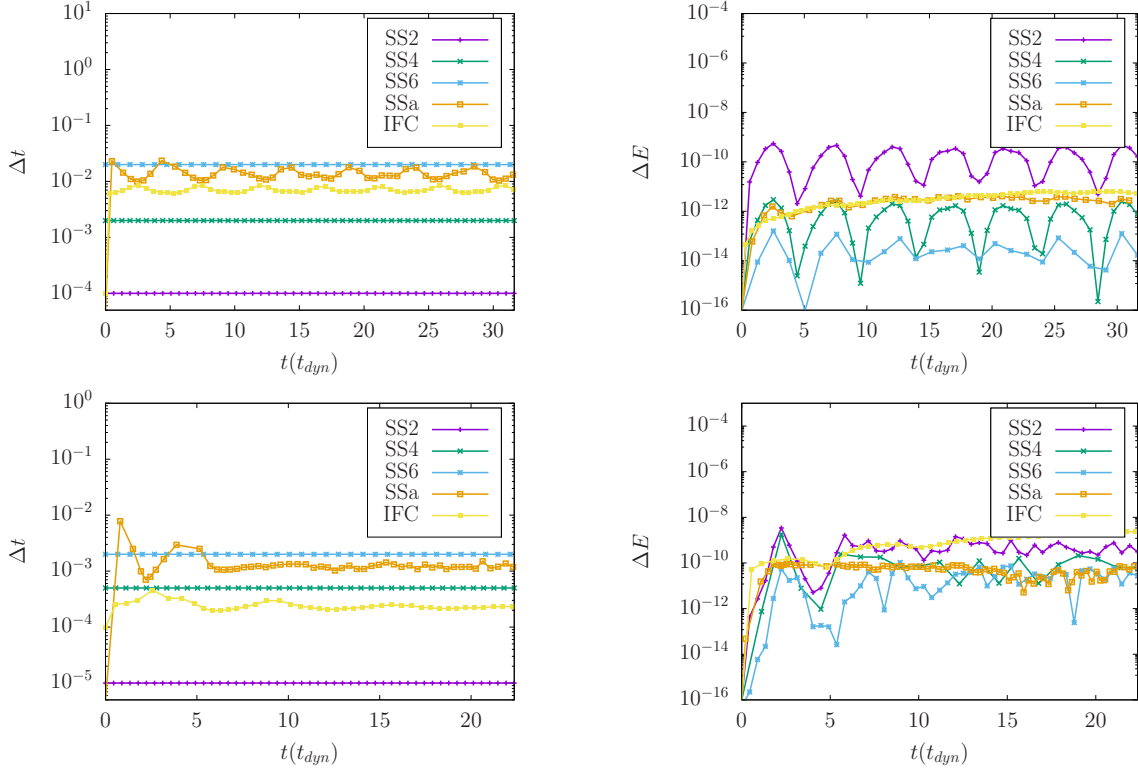 10^1
10^0
10^-1
10^-2
10^-3
10^-4
Δt
0 5 10 15 20 25 30
t(t_dyn)
SS2
SS4
SS6
SSa
IFC
10^-4
10^-6
10^-8
10^-10
10^-12
10^-14
10^-16
ΔE
0 5 10 15 20 25 30
t(t_dyn)
SS2
SS4
SS6
SSa
IFC
10^0
10^-1
10^-2
10^-3
10^-4
10^-5
Δt
0 5 10 15 20
t(t_dyn)
SS2
SS4
SS6
SSa
IFC
10^-4
10^-6
10^-8
10^-10
10^-12
10^-14
10^-16
ΔE
0 5 10 15 20
t(t_dyn)
SS2
SS4
SS6
SSa
IFC